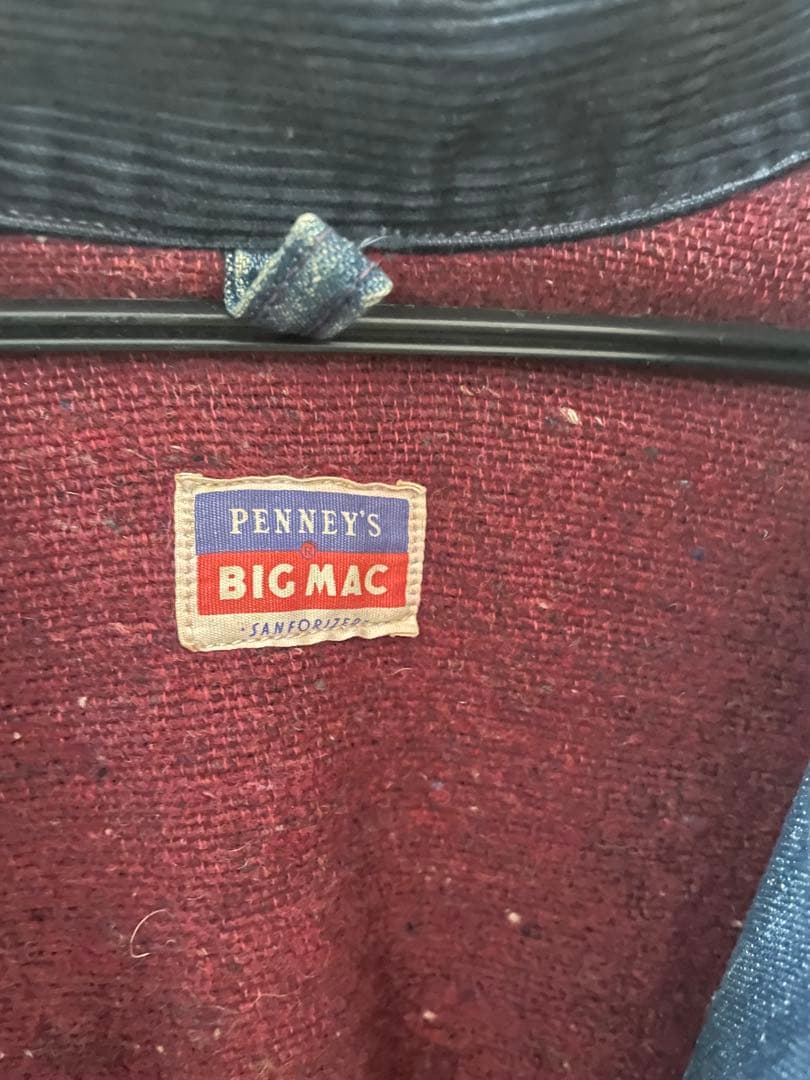 PENNEY'S
®
BIG MAC
·SANFORIZED·